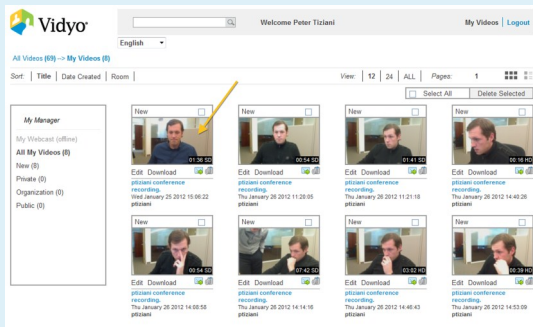 Vidyo
Welcome Peter Tiziani
My Videos | Logout
English
All Videos (69) --> My Videos (8)
Sort: | Title | Date Created | Room |
View: | 12 | 24 | ALL | Pages: 1
Select All
Delete Selected
My Manager
My Webcast (offline)
All My Videos (8)
New (8)
Private (0)
Organization (0)
Public (0)
New
01:36 SD
Edit Download
ptiziani conference
recording.
Wed January 25 2012 15:06:22
ptiziani
New
00:54 SD
Edit Download
ptiziani conference
recording.
Thu January 26 2012 11:20:05
ptiziani
New
01:41 SD
Edit Download
ptiziani conference
recording.
Thu January 26 2012 11:21:18
ptiziani
New
00:16 HD
Edit Download
ptiziani conference
recording.
Thu January 26 2012 14:40:26
ptiziani
New
00:54 SD
Edit Download
ptiziani conference
recording.
Thu January 26 2012 14:08:58
ptiziani
New
07:42 SD
Edit Download
ptiziani conference
recording.
Thu January 26 2012 14:14:16
ptiziani
New
03:02 HD
Edit Download
ptiziani conference
recording.
Thu January 26 2012 14:46:43
ptiziani
New
00:39 HD
Edit Download
ptiziani conference
recording.
Thu January 26 2012 14:53:09
ptiziani